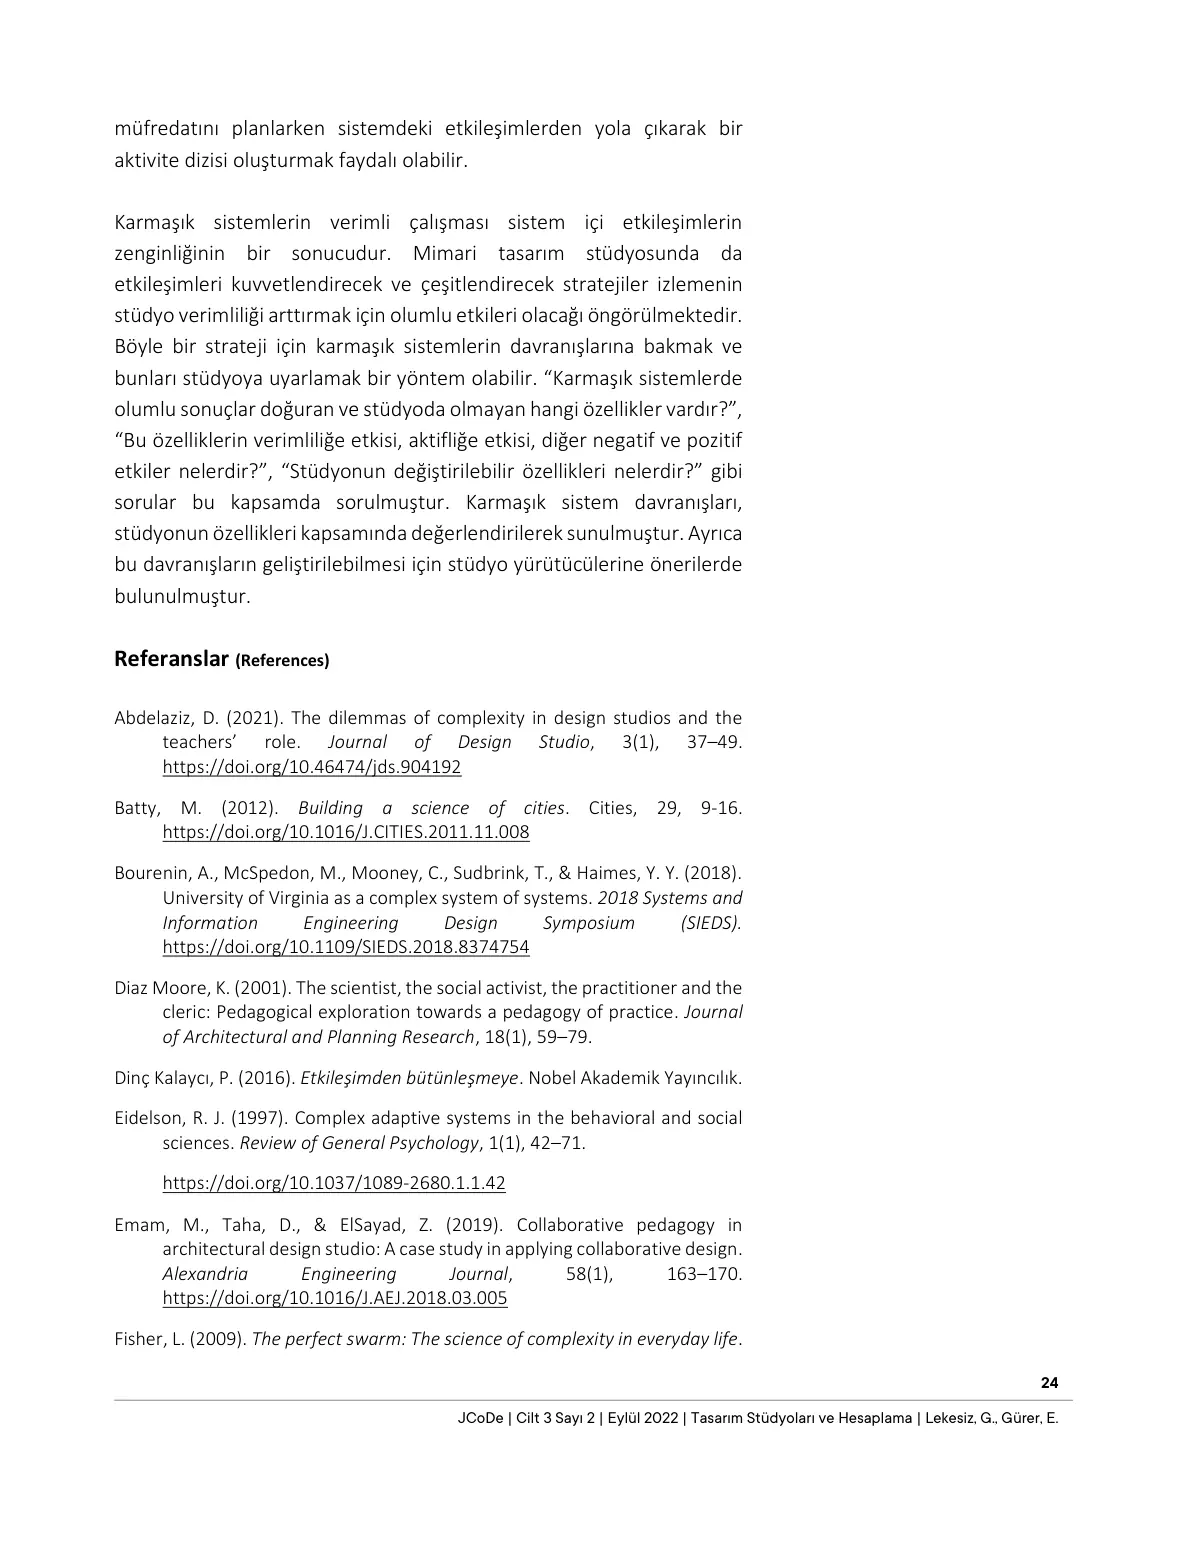 müfredatını planlarken sistemdeki etkileşimlerden yola çıkarak bir
aktivite dizisi oluşturmak faydalı olabilir.
Karmaşık sistemlerin verimli çalışması sistem içi etkileşimlerin
zenginliğinin bir sonucudur. Mimari tasarım stüdyosunda da
etkileşimleri kuvvetlendirecek ve çeşitlendirecek stratejiler izlemenin
stüdyo verimliliği arttırmak için olumlu etkileri olacağı öngörülmektedir.
Böyle bir strateji için karmaşık sistemlerin davranışlarına bakmak ve
bunları stüdyoya uyarlamak bir yöntem olabilir. “Karmaşık sistemlerde
olumlu sonuçlar doğuran ve stüdyoda olmayan hangi özellikler vardır?”,
“Bu özelliklerin verimliliğe etkisi, aktifliğe etkisi, diğer negatif ve pozitif
etkiler nelerdir?”, “Stüdyonun değiştirilebilir özellikleri nelerdir?” gibi
sorular bu kapsamda sorulmuştur. Karmaşık sistem davranışları,
stüdyonun özellikleri kapsamında değerlendirilerek sunulmuştur. Ayrıca
bu davranışların geliştirilebilmesi için stüdyo yürütücülerine önerilerde
bulunulmuştur.
Referanslar (References)
Abdelaziz, D. (2021). The dilemmas of complexity in design studios and the
teachers’ role. Journal of Design Studio, 3(1), 37–49.
https://doi.org/10.46474/jds.904192
Batty, M. (2012). Building a science of cities. Cities, 29, 9-16.
https://doi.org/10.1016/J.CITIES.2011.11.008
Bourenin, A., McSpedon, M., Mooney, C., Sudbrink, T., & Haimes, Y. Y. (2018).
University of Virginia as a complex system of systems. 2018 Systems and
Information Engineering Design Symposium (SIEDS).
https://doi.org/10.1109/SIEDS.2018.8374754
Diaz Moore, K. (2001). The scientist, the social activist, the practitioner and the
cleric: Pedagogical exploration towards a pedagogy of practice. Journal
of Architectural and Planning Research, 18(1), 59–79.
Dinç Kalaycı, P. (2016). Etkileşimden bütünleşmeye. Nobel Akademik Yayıncılık.
Eidelson, R. J. (1997). Complex adaptive systems in the behavioral and social
sciences. Review of General Psychology, 1(1), 42–71.
https://doi.org/10.1037/1089-2680.1.1.42
Emam, M., Taha, D., & ElSayad, Z. (2019). Collaborative pedagogy in
architectural design studio: A case study in applying collaborative design.
Alexandria Engineering Journal, 58(1), 163–170.
https://doi.org/10.1016/J.AEJ.2018.03.005
Fisher, L. (2009). The perfect swarm: The science of complexity in everyday life.
24
JCoDe | Cilt 3 Sayı 2 | Eylül 2022 | Tasarım Stüdyoları ve Hesaplama | Lekesiz, G., Gürer, E.